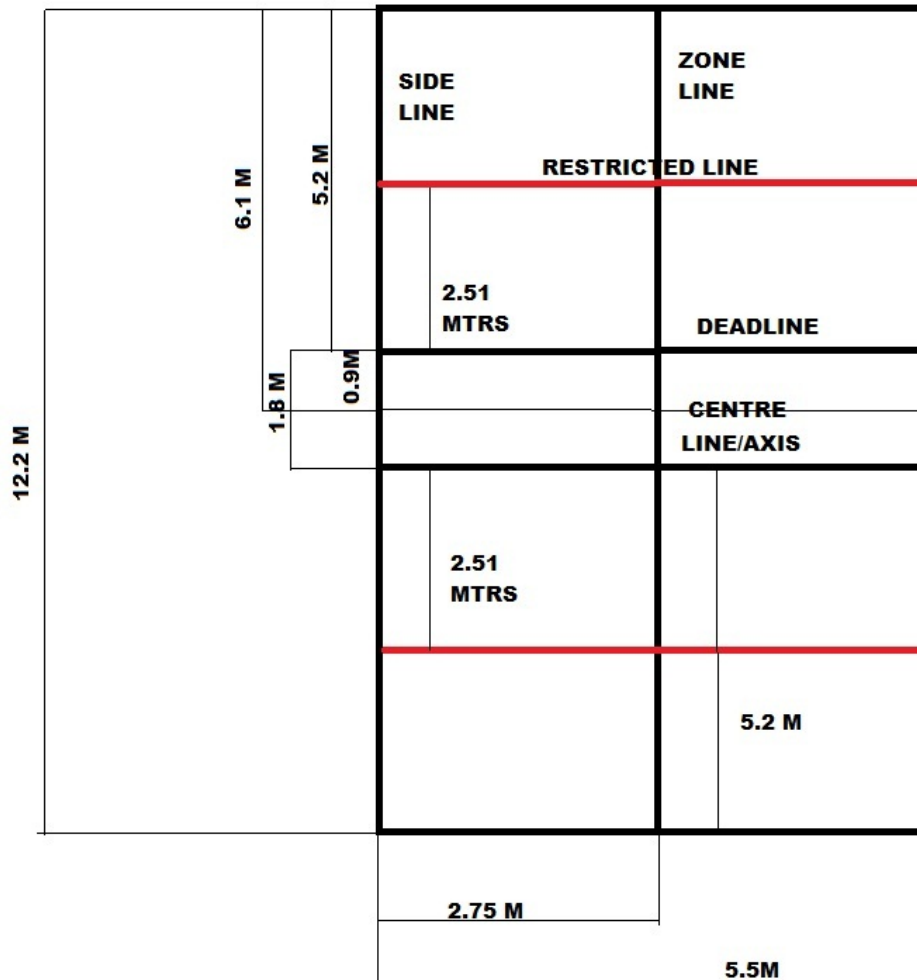 SIDE
LINE
ZONE
LINE
RESTRICTED LINE
6.1 M
5.2 M
2.51
MTRS
DEADLINE
0.9M
1.8 M
CENTRE
LINE/AXIS
12.2 M
2.51
MTRS
5.2 M
2.75 M
5.5M